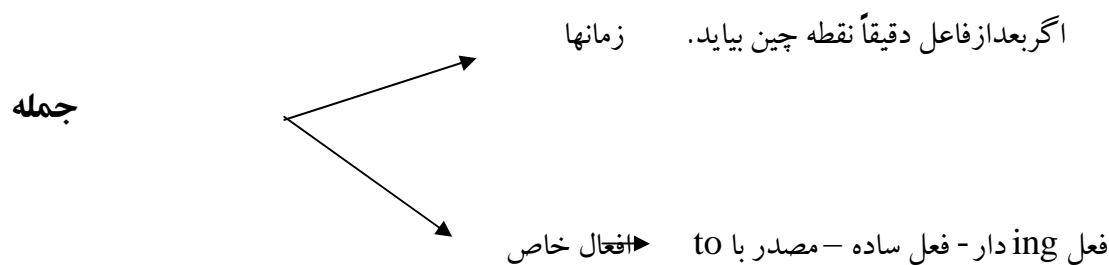 اگربعدازفاعل دقیقاً نقطه چین بیاید. زمانها
جمله
فعل ing دار - فعل ساده – مصدر با to افعال خاص